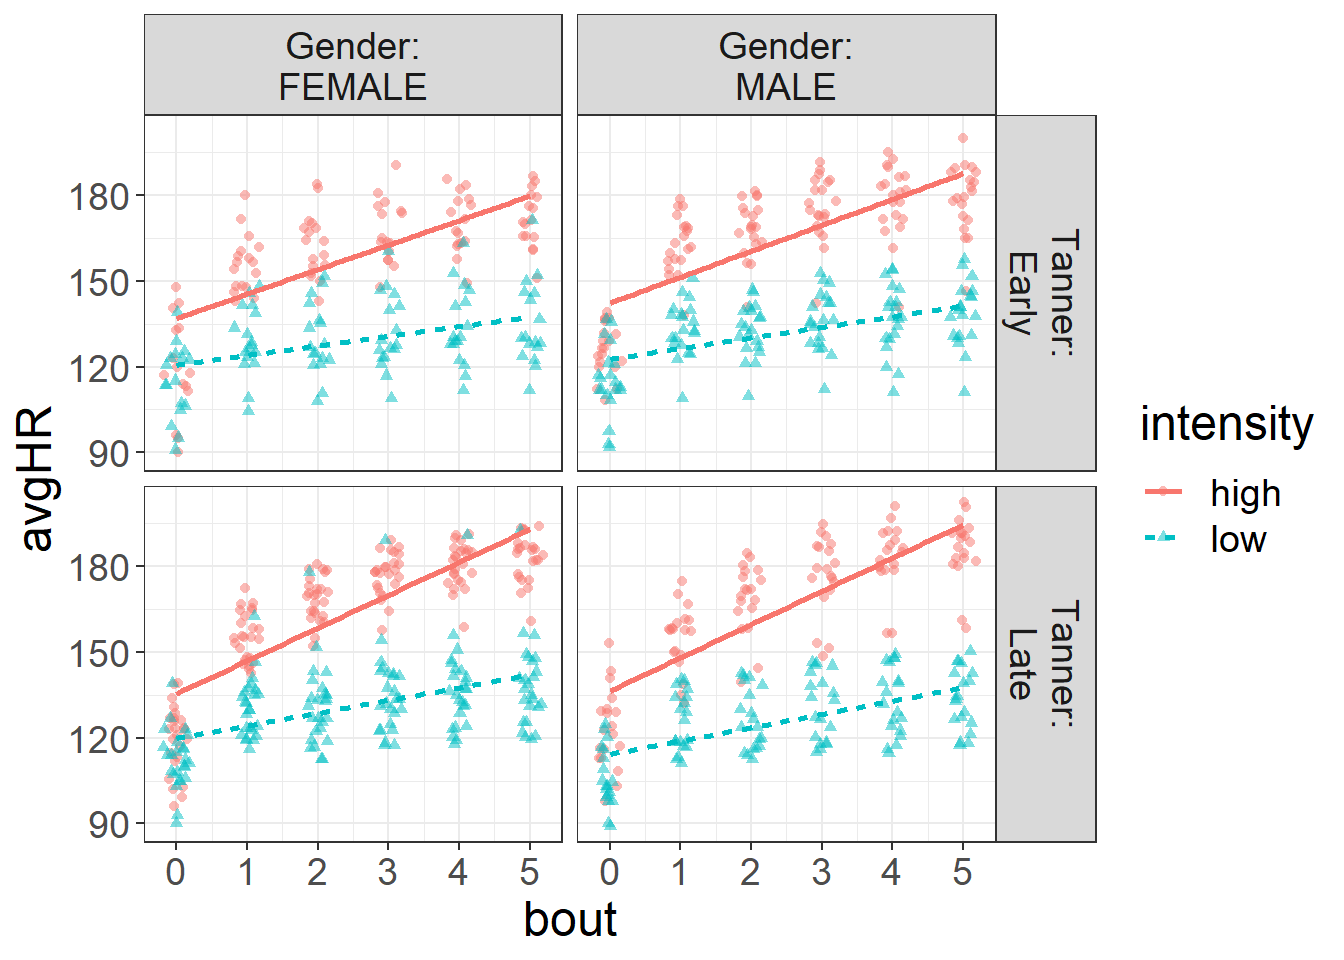 Gender:
FEMALE
Gender:
MALE
180
150
120
90
Tanner:
Early
180
150
120
90
Tanner:
Late
0 1 2 3 4 5
0 1 2 3 4 5
bout
avgHR
intensity
high
low